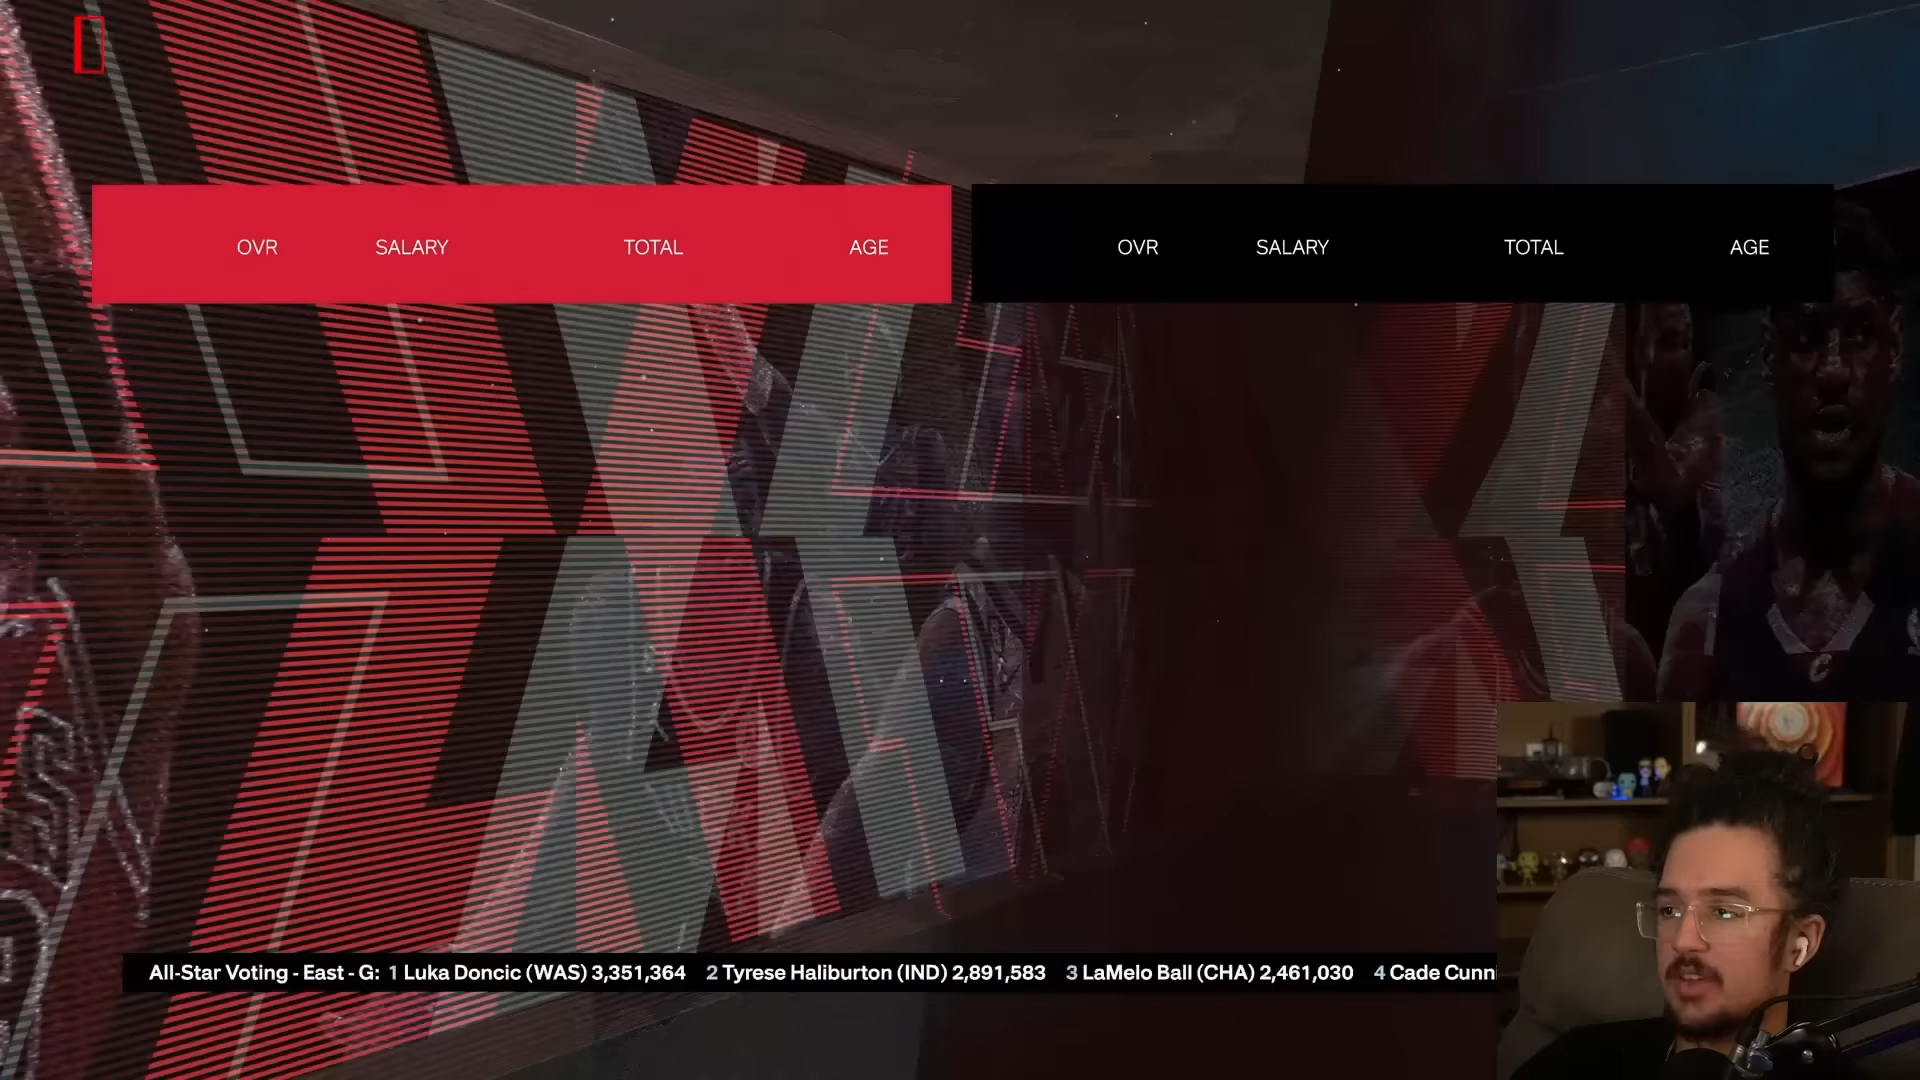 OVR SALARY TOTAL AGE
OVR SALARY TOTAL AGE
All-Star Voting - East - G: 1 Luka Doncic (WAS) 3,351,364 2 Tyrese Haliburton (IND) 2,891,583 3 LaMelo Ball (CHA) 2,461,030 4 Cade Cunn